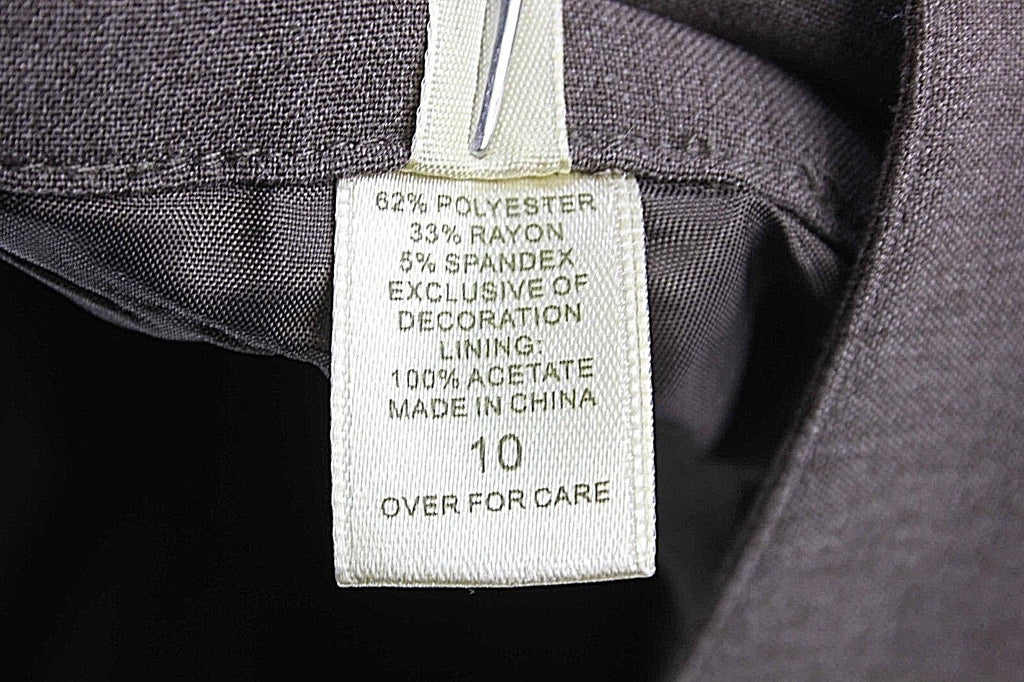 62% POLYESTER
33% RAYON
5% SPANDEX
EXCLUSIVE OF
DECORATION
LINING:
100% ACETATE
MADE IN CHINA
10
OVER FOR CARE